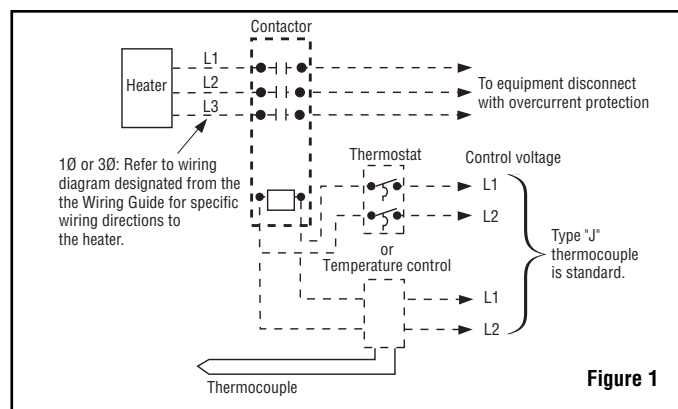 Contactor
Heater
L1
L2
L3
To equipment disconnect
with overcurrent protection
1Ø or 3Ø: Refer to wiring
diagram designated from the
the Wiring Guide for specific
wiring directions to
the heater.
Thermostat
Control voltage
L1
L2
or
Temperature control
Type "J"
thermocouple
is standard.
L1
L2
Thermocouple
Figure 1